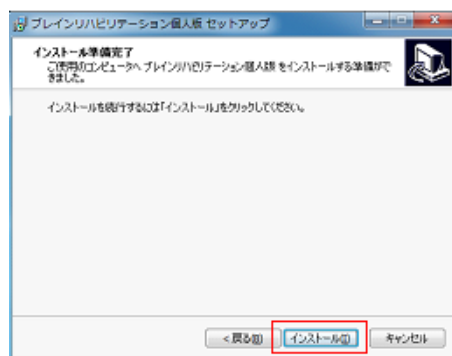 ブレインリハビリテーション個人版 セットアップ
インストール準備完了
ご使用のコンピュータへ ブレインリハビリテーション個人版 をインストールする準備がで
きました。
インストールを続行するには「インストール」をクリックしてください。
< 戻る(B)
インストール(I)
キャンセル